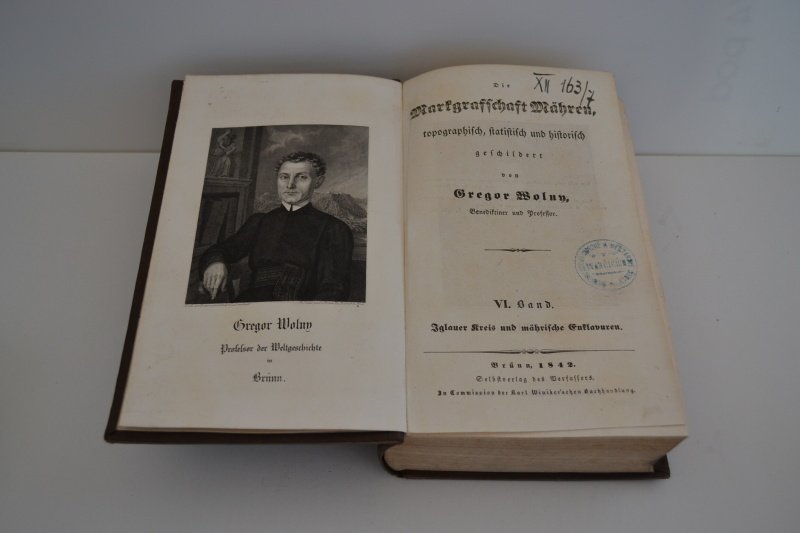 Gregor Wolny
Professor der Weltgeschichte
in
Brünn.
XII 163/7
Die
Markgrafschaft Mähren,
topographisch, statistisch und historisch
geschildert
von
Gregor Wolny,
Benediktiner und Professor.
VI. Band.
Iglauer Kreis und mährische Enklavuren.
Brünn, 1842.
Selbstverlag des Verfassers.
In Commission der Karl Winiker'schen Buchhandlung.